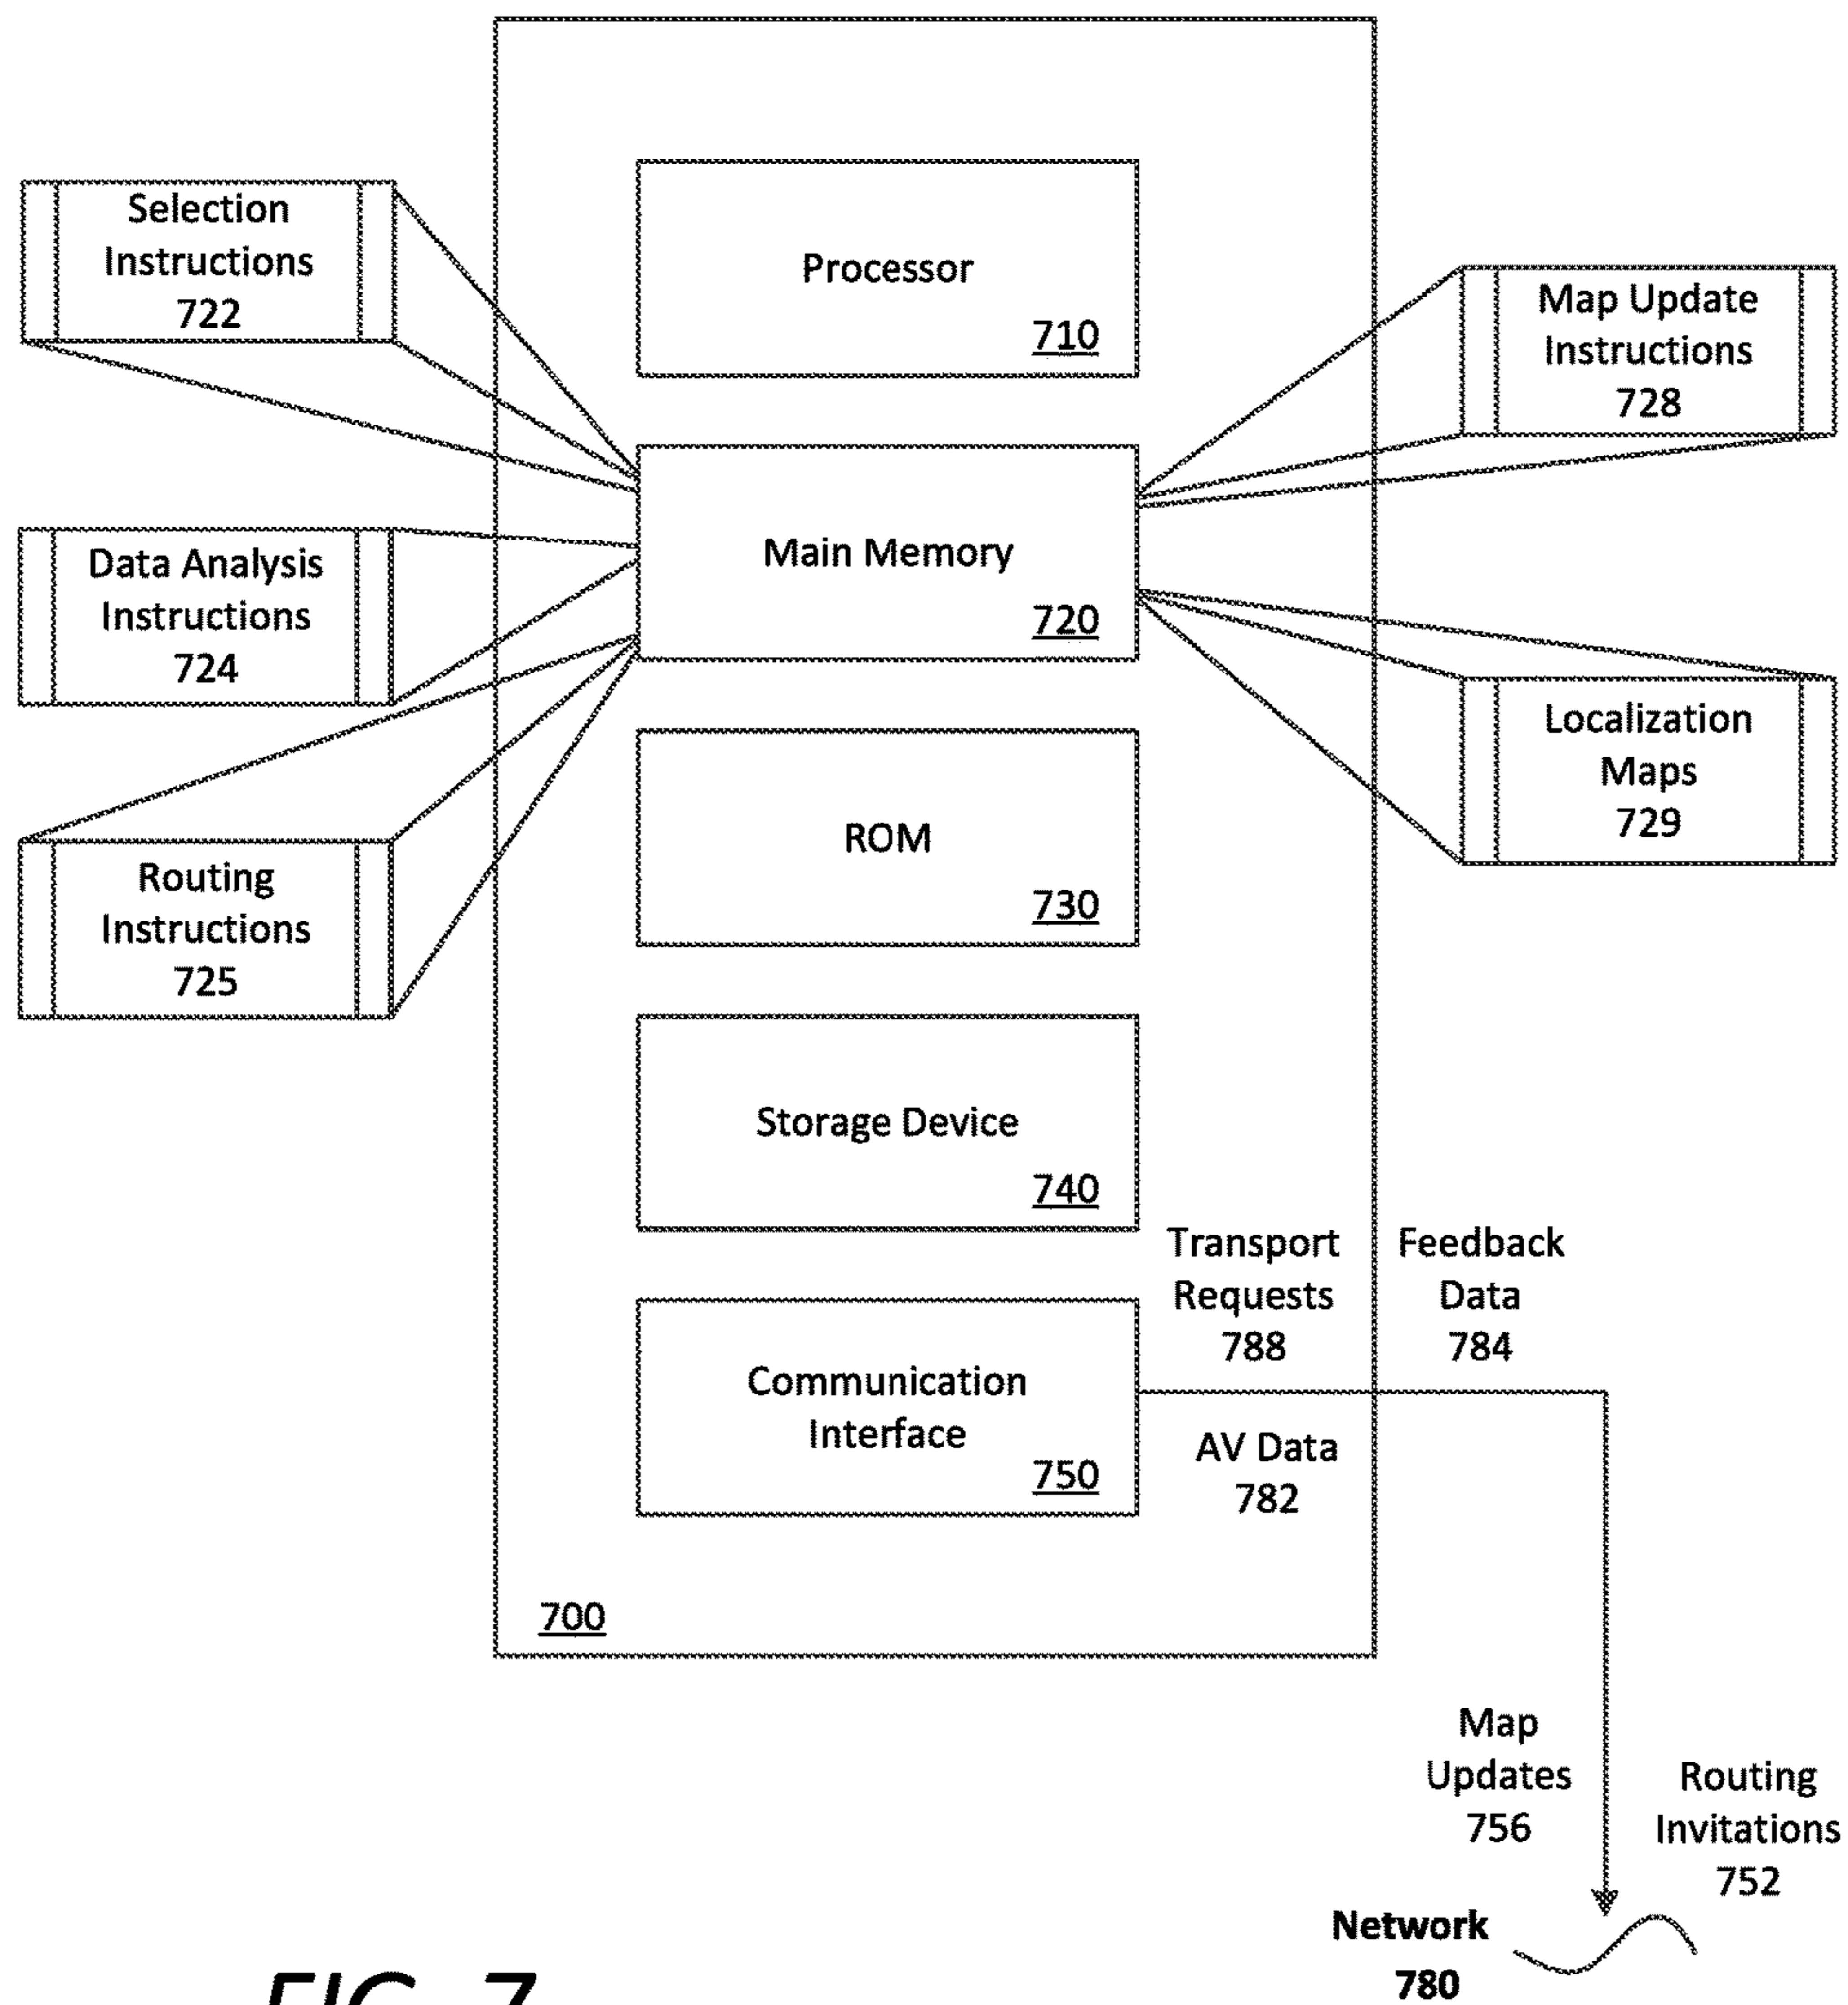 Selection
Instructions
722
Data Analysis
Instructions
724
Routing
Instructions
725
Processor
710
Main Memory
720
ROM
730
Storage Device
740
Communication
Interface
750
700
Map Update
Instructions
728
Localization
Maps
729
Transport
Requests
788
Feedback
Data
784
AV Data
782
Map
Updates
756
Routing
Invitations
752
Network
780
FIG. 7